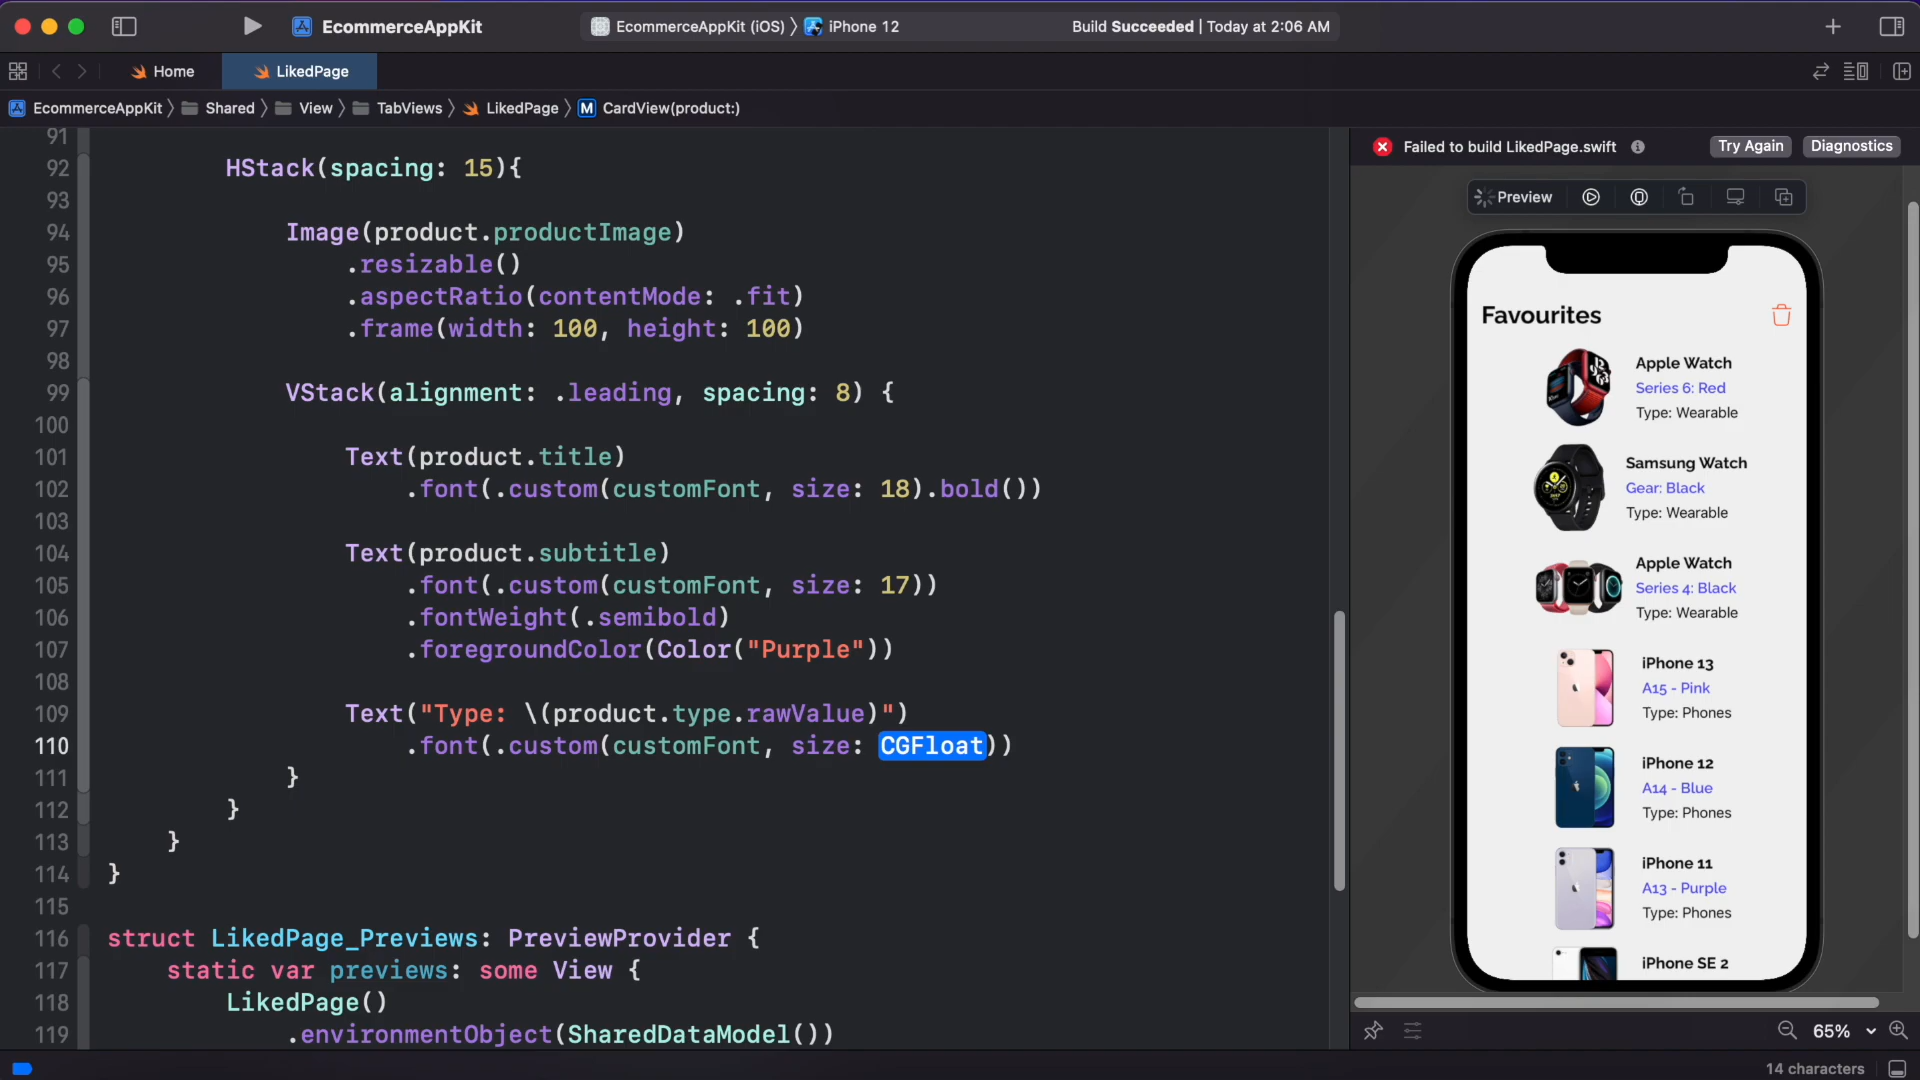 EcommerceAppKit
EcommerceAppKit (iOS) 〉 iPhone 12
Build Succeeded | Today at 2:06 AM
Home
LikedPage
EcommerceAppKit 〉 Shared 〉 View 〉 TabViews 〉 LikedPage 〉 M CardView(product:)
91
92 HStack(spacing: 15){
93
94 Image(product.productImage)
95 .resizable()
96 .aspectRatio(contentMode: .fit)
97 .frame(width: 100, height: 100)
98
99 VStack(alignment: .leading, spacing: 8) {
100
101 Text(product.title)
102 .font(.custom(customFont, size: 18).bold())
103
104 Text(product.subtitle)
105 .font(.custom(customFont, size: 17))
106 .fontWeight(.semibold)
107 .foregroundColor(Color("Purple"))
108
109 Text("Type: \(product.type.rawValue)")
110 .font(.custom(customFont, size: CGFloat))
111 }
112 }
113 }
114 }
115
116 struct LikedPage_Previews: PreviewProvider {
117 static var previews: some View {
118 LikedPage()
119 .environmentObject(SharedDataModel())
Failed to build LikedPage.swift
Try Again
Diagnostics
Preview
Favourites
Apple Watch
Series 6: Red
Type: Wearable
Samsung Watch
Gear: Black
Type: Wearable
Apple Watch
Series 4: Black
Type: Wearable
iPhone 13
A15 - Pink
Type: Phones
iPhone 12
A14 - Blue
Type: Phones
iPhone 11
A13 - Purple
Type: Phones
iPhone SE 2
65%
14 characters